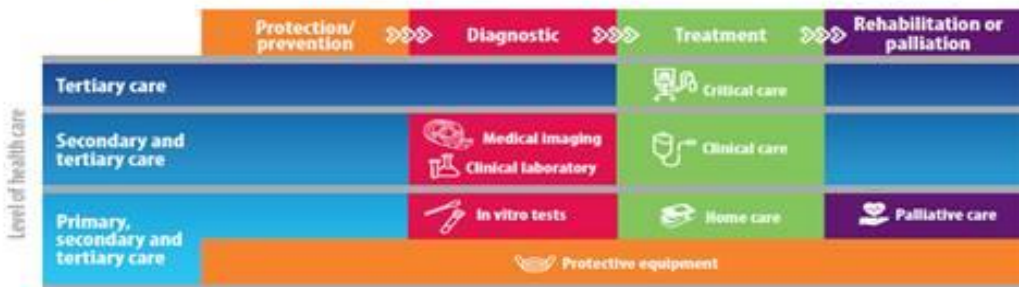 Protection/
prevention
Diagnostic
Treatment
Rehabilitation or
palliation
Level of health care
Tertiary care
Critical care
Secondary and
tertiary care
Medical imaging
Clinical laboratory
Clinical care
Primary,
secondary and
tertiary care
In vitro tests
Home care
Palliative care
Protective equipment